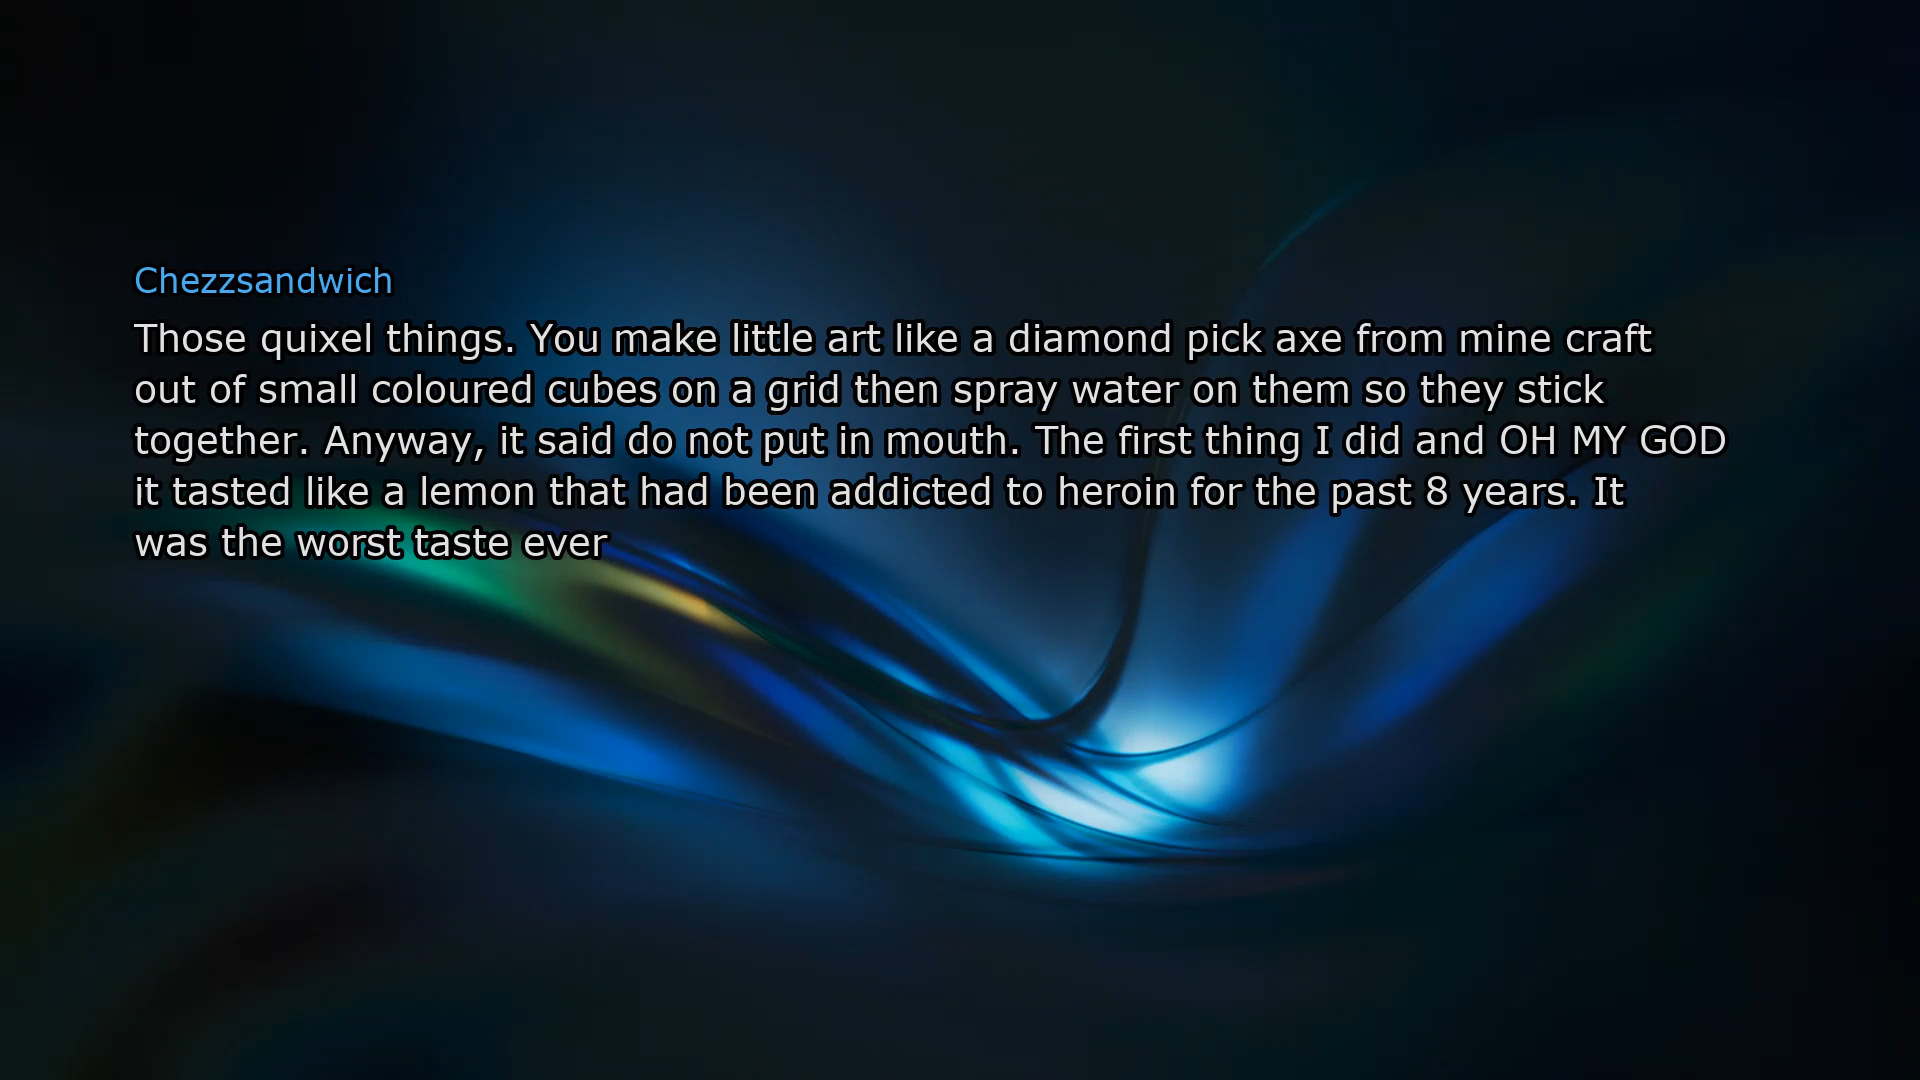 Chezzsandwich
Those quixel things. You make little art like a diamond pick axe from mine craft
out of small coloured cubes on a grid then spray water on them so they stick
together. Anyway, it said do not put in mouth. The first thing I did and OH MY GOD
it tasted like a lemon that had been addicted to heroin for the past 8 years. It
was the worst taste ever